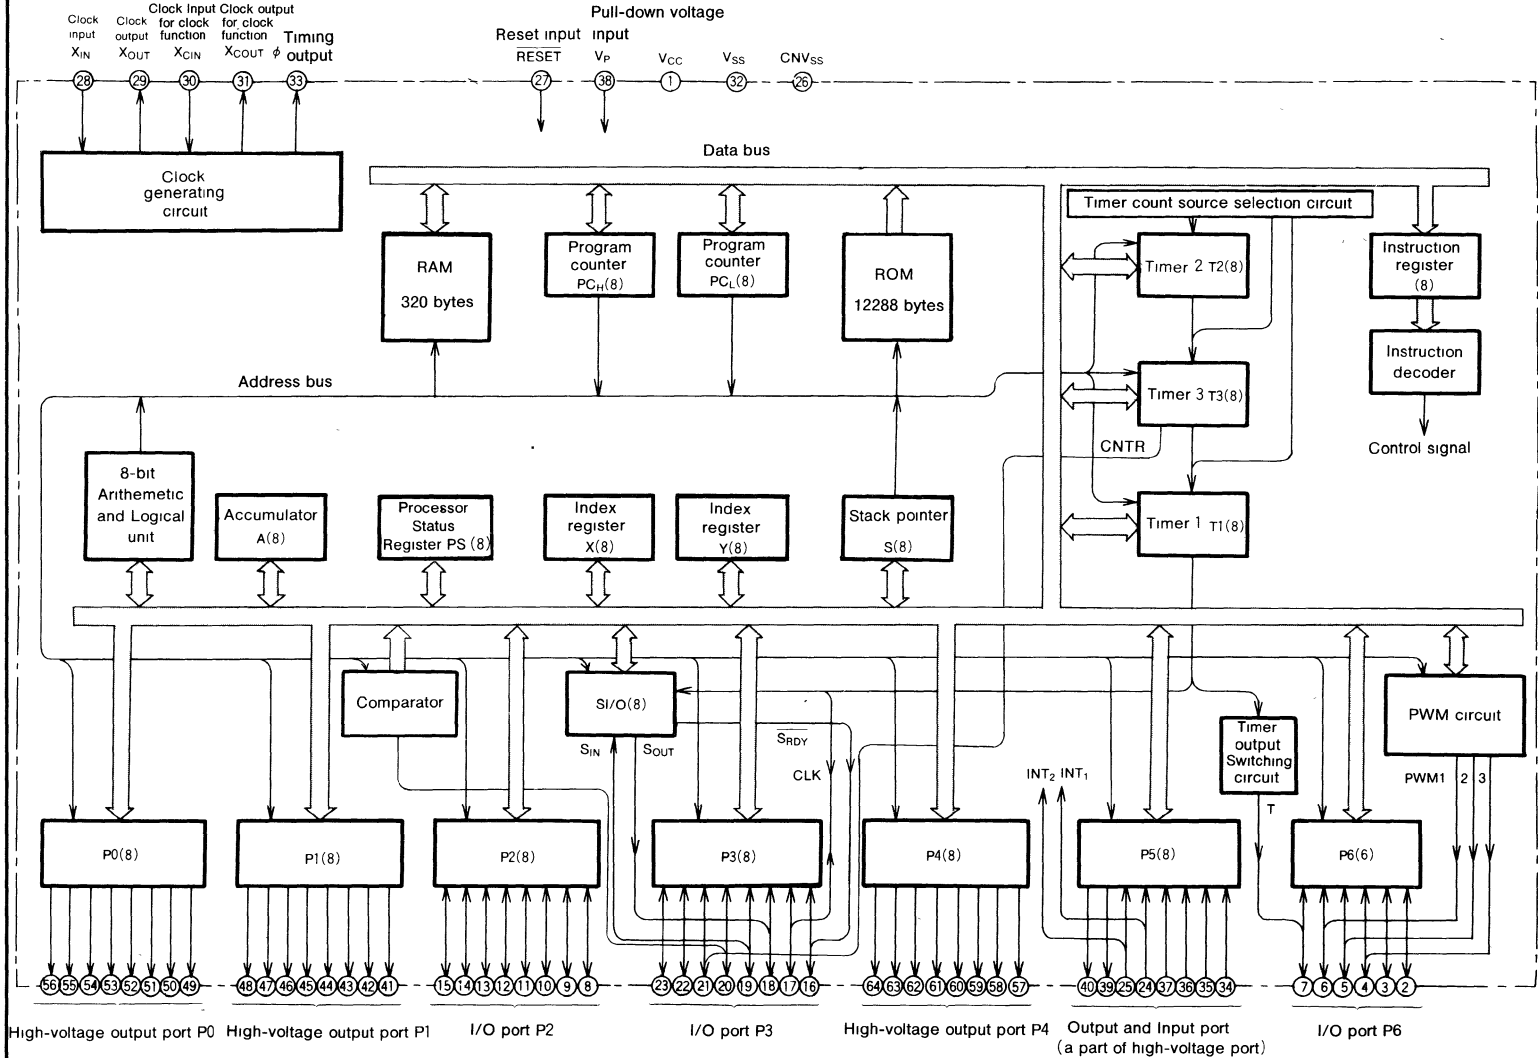 Clock input XIN
Clock output XOUT
Clock Input for clock function XCIN
Clock output for clock function XCOUT
ϕ Timing output
Reset input RESET
Pull-down voltage input VP
VCC
VSS
CNVSS
28 29 30 31 33 27 38 1 32 26
Data bus
Clock generating circuit
Timer count source selection circuit
RAM 320 bytes
Program counter PCH(8)
Program counter PCL(8)
ROM 12288 bytes
Timer 2 T2(8)
Instruction register (8)
Instruction decoder
Control signal
Address bus
Timer 3 T3(8)
CNTR
8-bit Arithemetic and Logical unit
Accumulator A(8)
Processor Status Register PS (8)
Index register X(8)
Index register Y(8)
Stack pointer S(8)
Timer 1 T1(8)
Comparator
SI/O(8)
SIN
SOUT
SRDY
CLK
INT2 INT1
Timer output Switching circuit
T
PWM circuit
PWM1 2 3
P0(8)
P1(8)
P2(8)
P3(8)
P4(8)
P5(8)
P6(6)
56 55 54 53 52 51 50 49
48 47 46 45 44 43 42 41
15 14 13 12 11 10 9 8
23 22 21 20 19 18 17 16
64 63 62 61 60 59 58 57
40 39 25 24 37 36 35 34
7 6 5 4 3 2
High-voltage output port P0
High-voltage output port P1
I/O port P2
I/O port P3
High-voltage output port P4
Output and Input port
(a part of high-voltage port)
I/O port P6